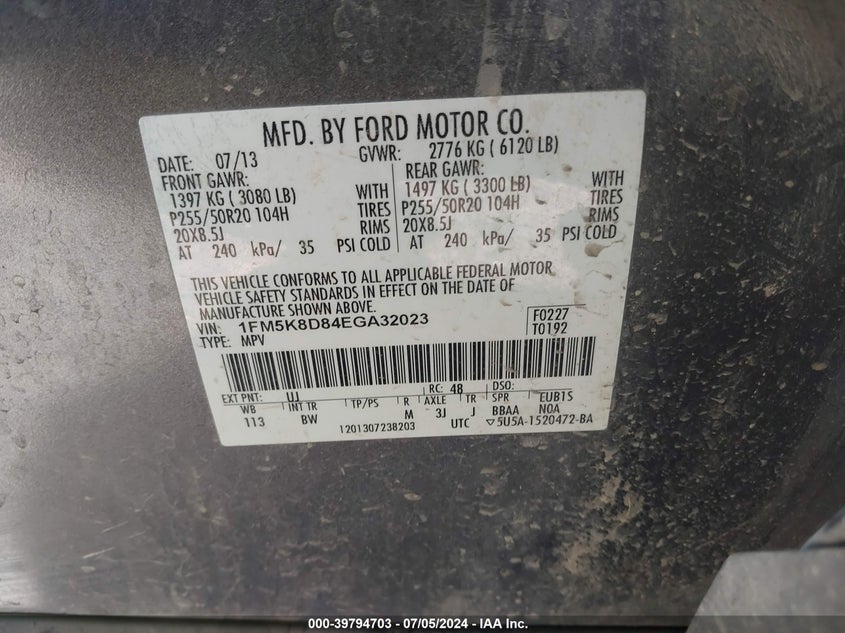 MFD. BY FORD MOTOR CO.
DATE: 07/13 GVWR: 2776 KG ( 6120 LB)
FRONT GAWR: REAR GAWR:
1397 KG ( 3080 LB) WITH 1497 KG ( 3300 LB) WITH
P255/50R20 104H TIRES P255/50R20 104H TIRES
20X8.5J RIMS 20X8.5J RIMS
AT 240 kPa/ 35 PSI COLD AT 240 kPa/ 35 PSI COLD
THIS VEHICLE CONFORMS TO ALL APPLICABLE FEDERAL MOTOR
VEHICLE SAFETY STANDARDS IN EFFECT ON THE DATE OF
MANUFACTURE SHOWN ABOVE.
VIN: 1FM5K8D84EGA32023 F0227
TYPE: MPV T0192
EXT PNT: UJ RC: 48 DSO:
WB INT TR TP/PS R AXLE TR SPR EUB1S
113 BW M 3J J BBAA N0A
1201307238203 UTC ▽5U5A-1520472-BA
000-39794703 / 07/05/2024 - IAA Inc.